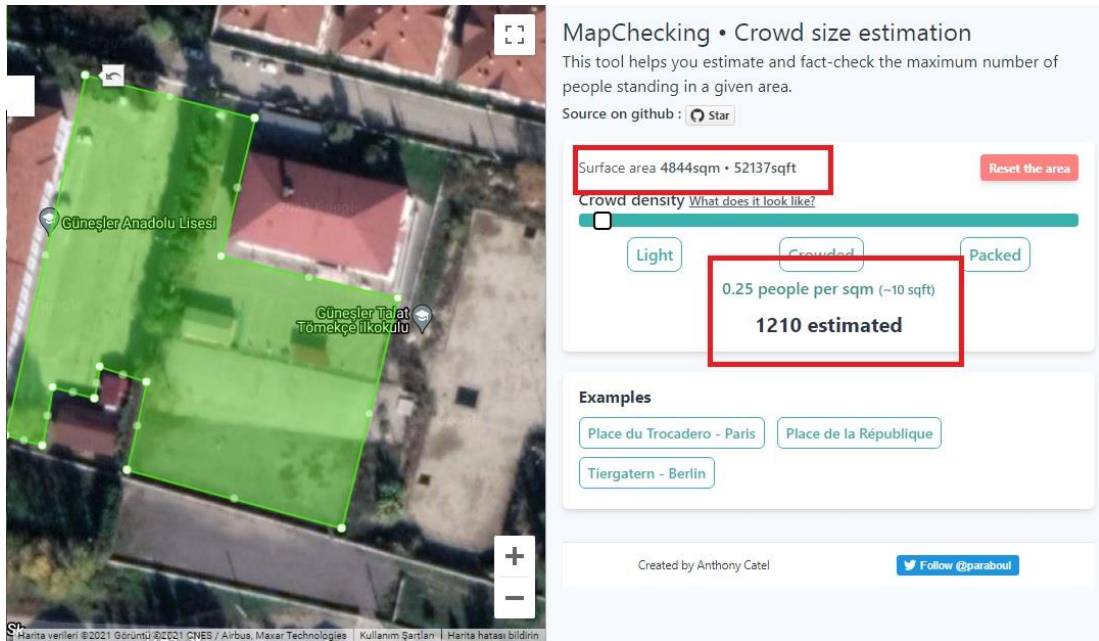 Güneşler Anadolu Lisesi
Güneşler Talat
Tömekçe İlkokulu
Harita verileri ©2021 Görüntü ©2021 CNES / Airbus, Maxar Technologies
Kullanım Şartları
Harita hatası bildirin
MapChecking • Crowd size estimation
This tool helps you estimate and fact-check the maximum number of
people standing in a given area.
Source on github : Star
Surface area 4844sqm • 52137sqft
Reset the area
Crowd density What does it look like?
Light Crowded Packed
0.25 people per sqm (~10 sqft)
1210 estimated
Examples
Place du Trocadero - Paris Place de la République
Tiergatern - Berlin
Created by Anthony Catel
Follow @paraboul